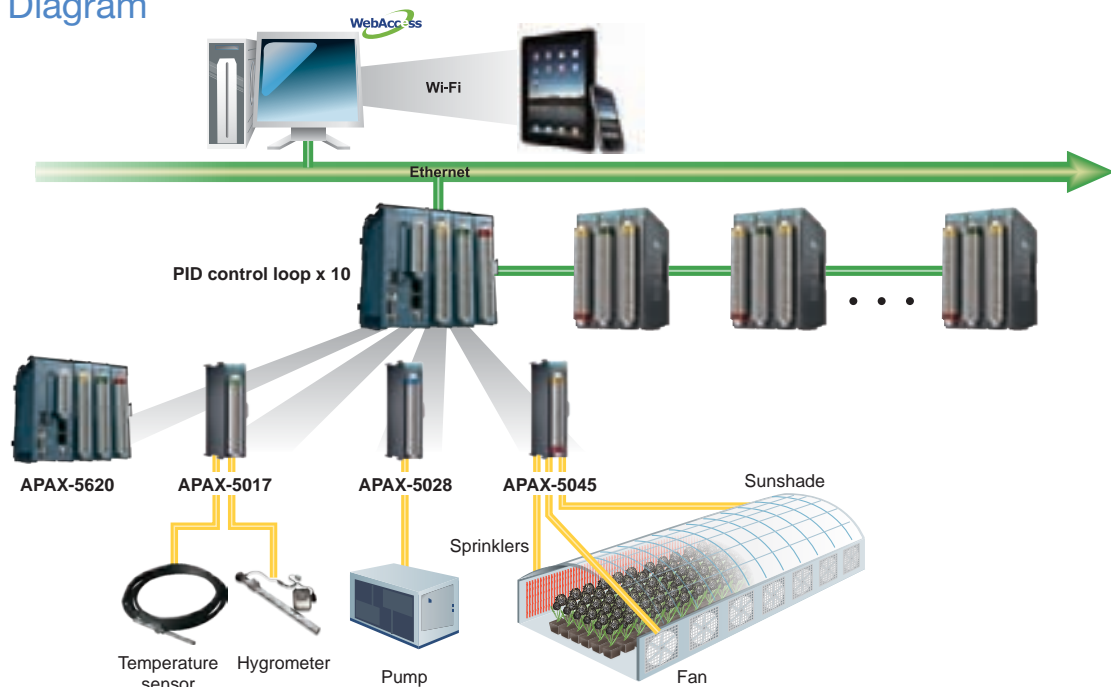 Diagram
WebAccess
Wi-Fi
Ethernet
PID control loop x 10
APAX-5620
APAX-5017
APAX-5028
APAX-5045
Sunshade
Sprinklers
Temperature
sensor
Hygrometer
Pump
Fan